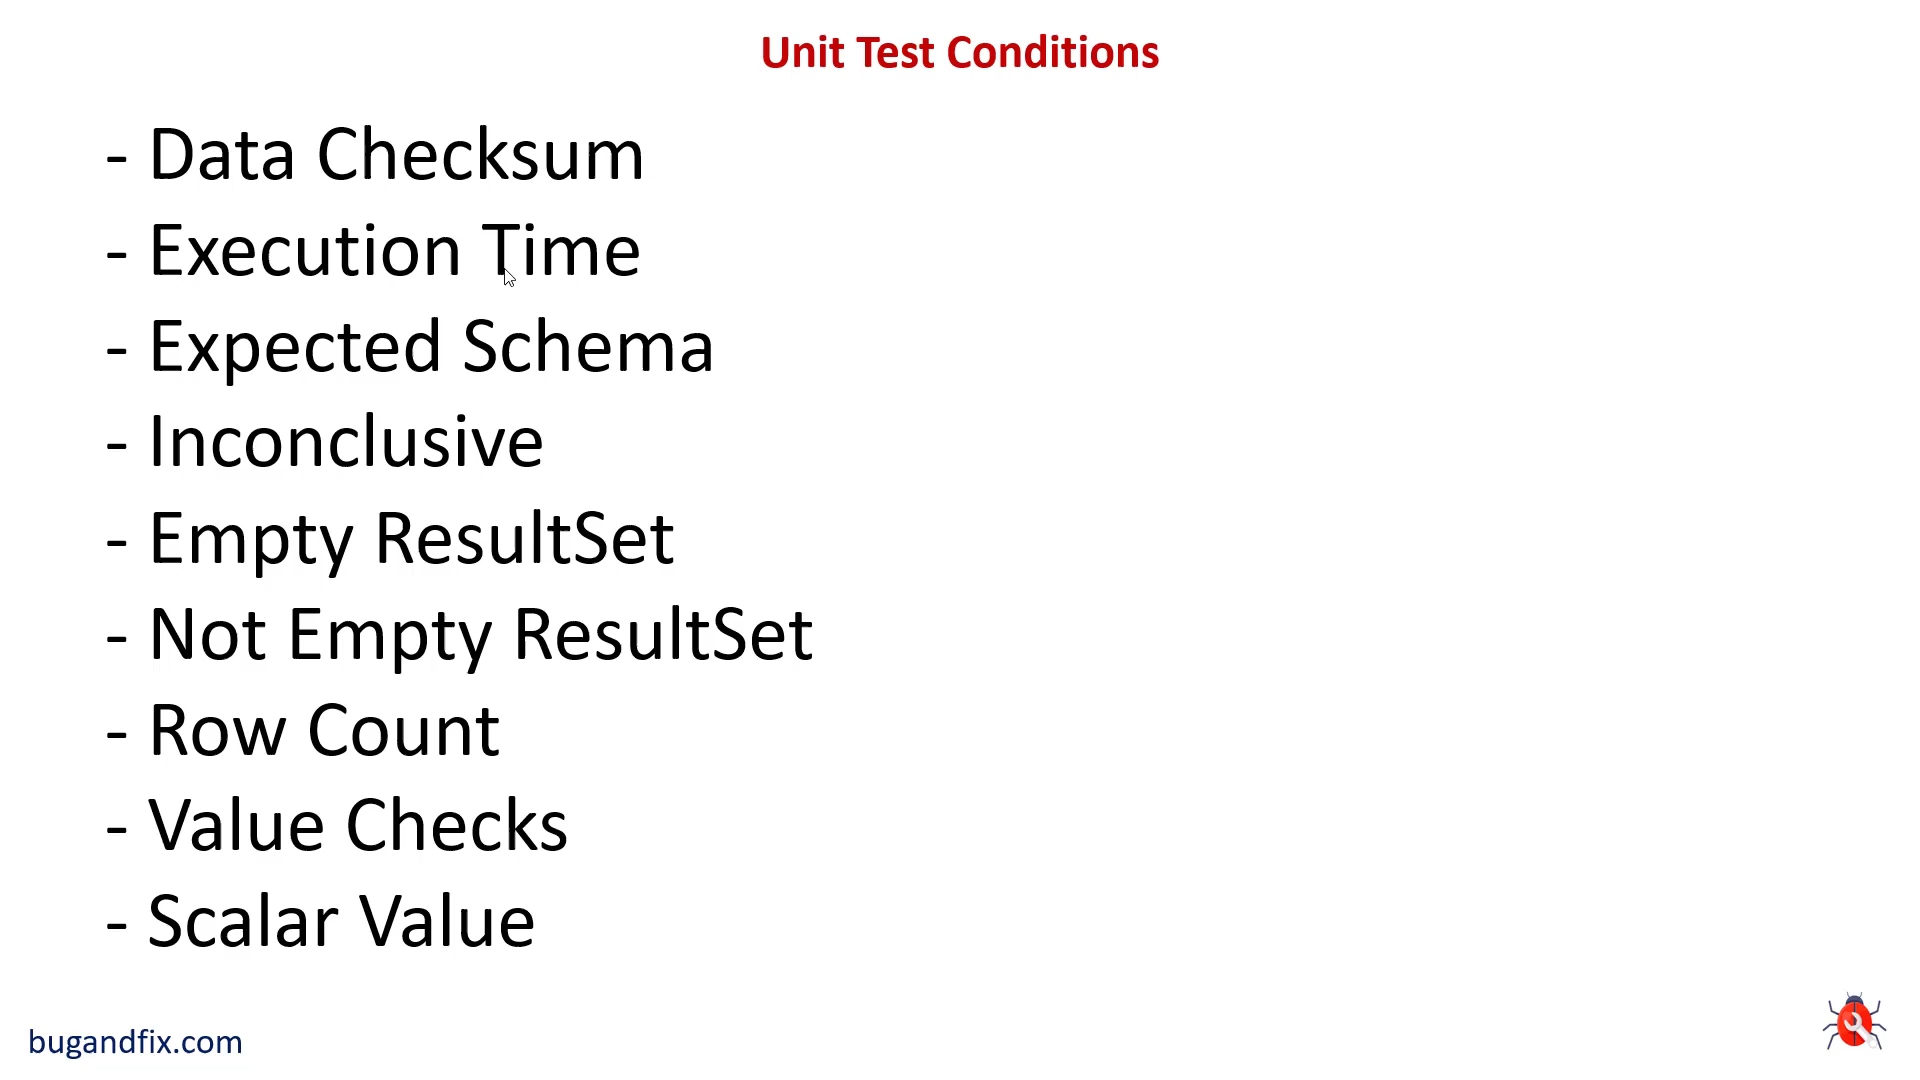 Unit Test Conditions
- Data Checksum
- Execution Time
- Expected Schema
- Inconclusive
- Empty ResultSet
- Not Empty ResultSet
- Row Count
- Value Checks
- Scalar Value
bugandfix.com